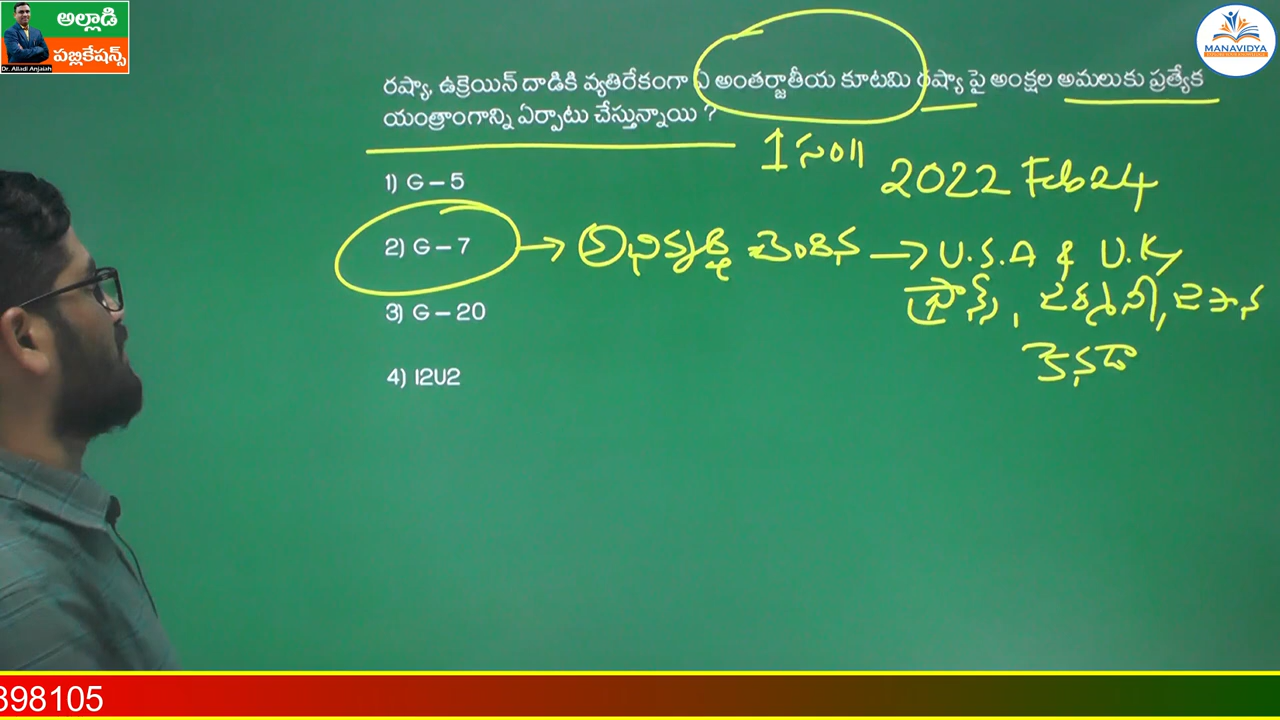 అల్లాడి
పబ్లికేషన్స్
Dr. Alladi Anjaiah
MANAVIDYA
రష్యా, ఉక్రెయిన్ దాడికి వ్యతిరేకంగా ఏ అంతర్జాతీయ కూటమి రష్యా పై అంక్షల అమలుకు ప్రత్యేక
యంత్రాంగాన్ని ఏర్పాటు చేస్తున్నాయి ?
1 సం॥
2022 Feb 24
1) G – 5
2) G – 7 → అభివృద్ధి చెందిన → U.S.A & U.K,
ఫ్రాన్స్, జర్మనీ, జపాన
కెనడా
3) G – 20
4) I2U2
398105